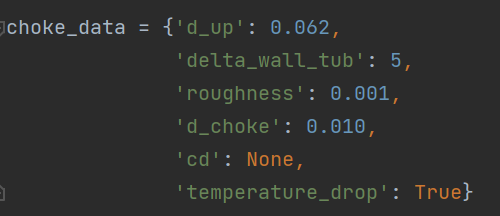 choke_data = {'d_up': 0.062,
'delta_wall_tub': 5,
'roughness': 0.001,
'd_choke': 0.010,
'cd': None,
'temperature_drop': True}